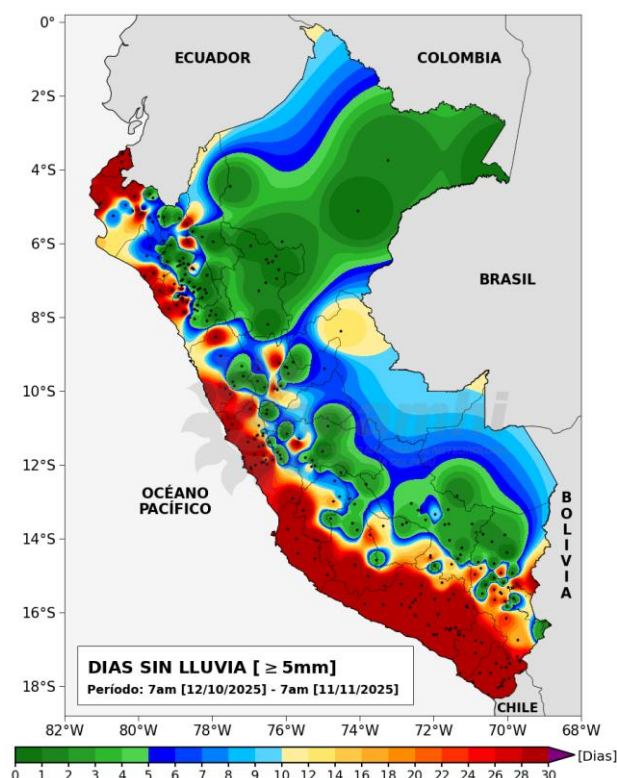 0°
2°S
4°S
6°S
8°S
10°S
12°S
14°S
16°S
18°S
ECUADOR
COLOMBIA
BRASIL
OCÉANO
PACÍFICO
BOLIVIA
CHILE
senamhi
DIAS SIN LLUVIA [ ≥ 5mm]
Período: 7am [12/10/2025] - 7am [11/11/2025]
82°W 80°W 78°W 76°W 74°W 72°W 70°W 68°W
0 1 2 3 4 5 6 7 8 9 10 12 14 16 18 20 22 24 26 28 30 [Dias]